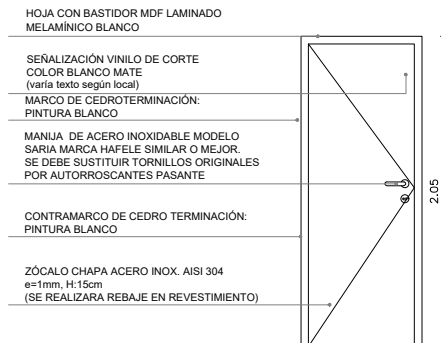 HOJA CON BASTIDOR MDF LAMINADO
MELAMÍNICO BLANCO
SEÑALIZACIÓN VINILO DE CORTE
COLOR BLANCO MATE
(varía texto según local)
MARCO DE CEDROTERMINACIÓN:
PINTURA BLANCO
MANIJA DE ACERO INOXIDABLE MODELO
SARIA MARCA HAFELE SIMILAR O MEJOR.
SE DEBE SUSTITUIR TORNILLOS ORIGINALES
POR AUTORROSCANTES PASANTE
CONTRAMARCO DE CEDRO TERMINACIÓN:
PINTURA BLANCO
ZÓCALO CHAPA ACERO INOX. AISI 304
e=1mm, H:15cm
(SE REALIZARA REBAJE EN REVESTIMIENTO)
2.05